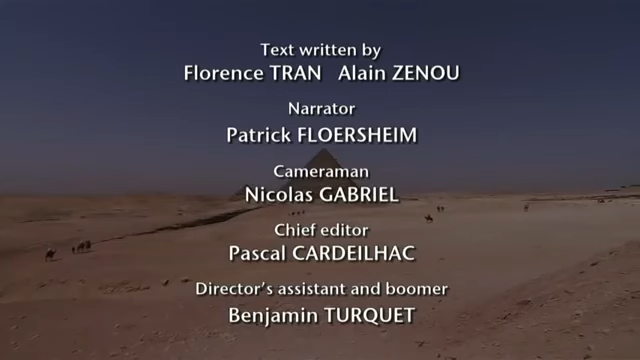 Text written by
Florence TRAN   Alain ZENOU
Narrator
Patrick FLOERSHEIM
Cameraman
Nicolas GABRIEL
Chief editor
Pascal CARDEILHAC
Director's assistant and boomer
Benjamin TURQUET